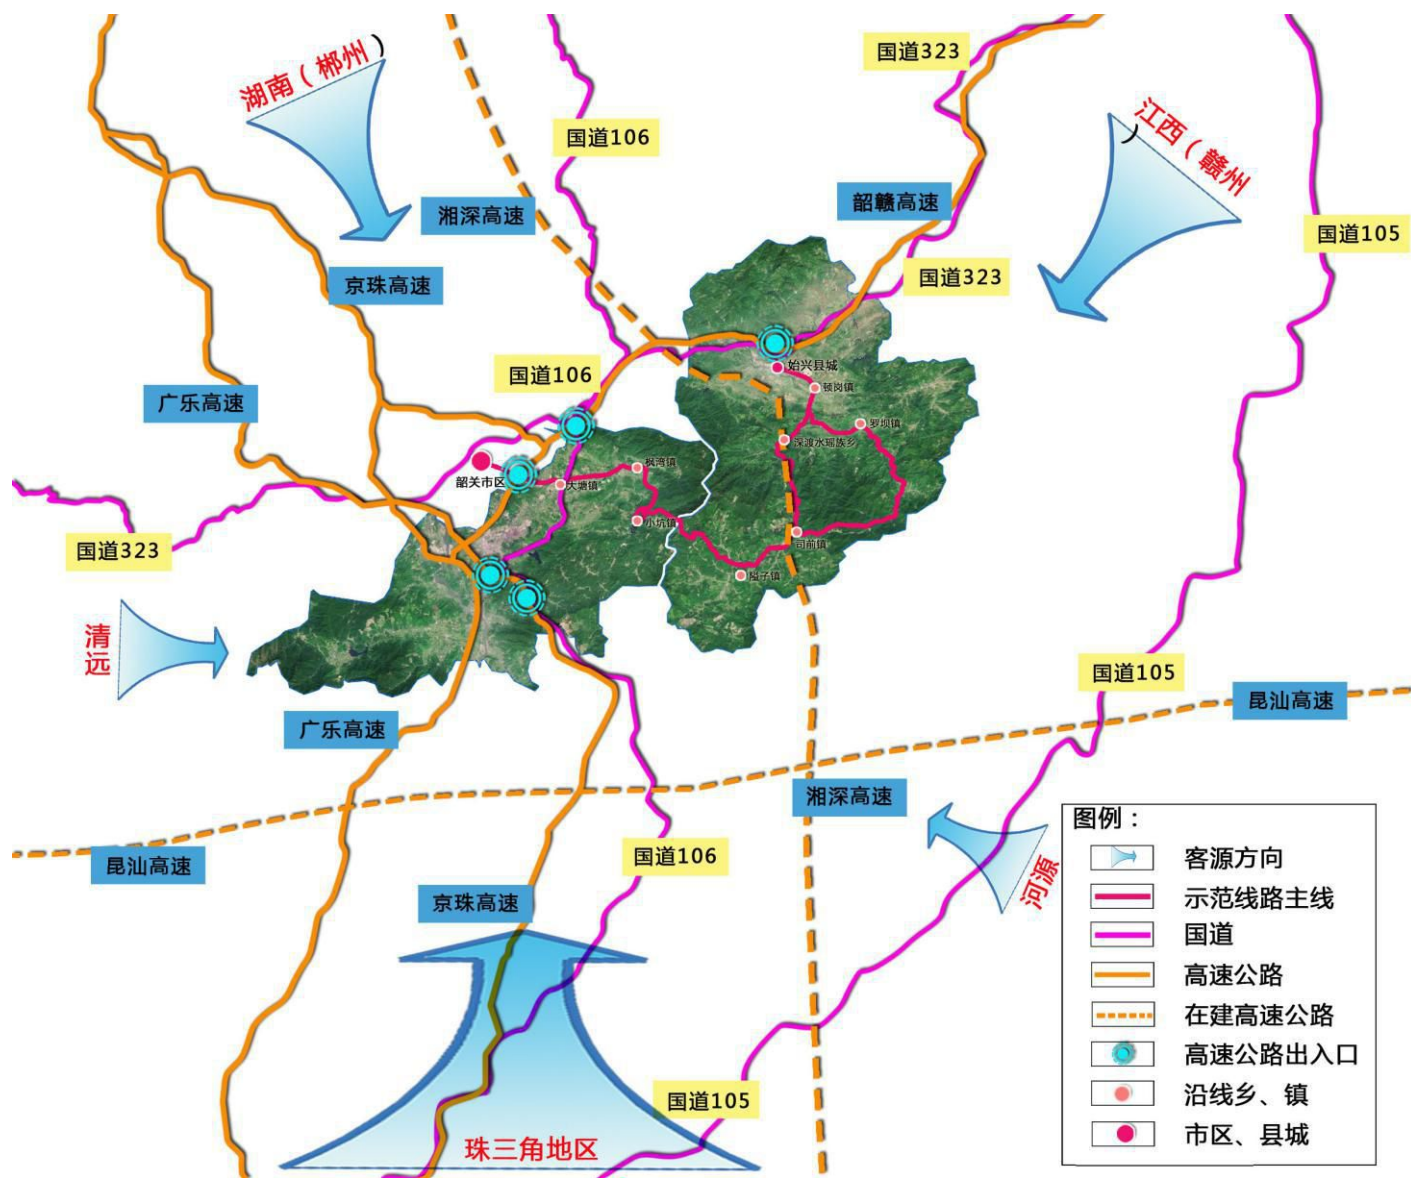 国道323
湖南（郴州）
江西（赣州）
国道106
韶赣高速
湘深高速
国道105
国道323
京珠高速
始兴县城
国道106
顿岗镇
广乐高速
罗坝镇
深渡水瑶族乡
枫湾镇
韶关市区
大塘镇
小坑镇
司前镇
国道323
隘子镇
清远
国道105
昆汕高速
广乐高速
湘深高速
国道106
昆汕高速
京珠高速
河源
国道105
珠三角地区
图例：
客源方向
示范线路主线
国道
高速公路
在建高速公路
高速公路出入口
沿线乡、镇
市区、县城